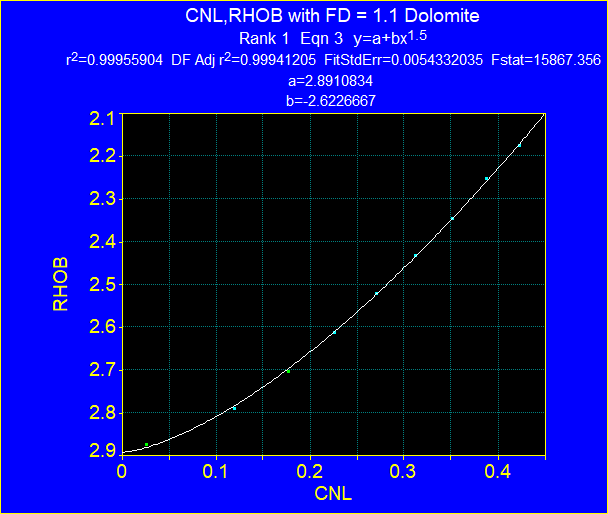 CNL,RHOB with FD = 1.1 Dolomite
Rank 1 Eqn 3 y=a+bx^1.5
r²=0.99955904 DF Adj r²=0.99941205 FitStdErr=0.0054332035 Fstat=15867.356
a=2.8910834
b=-2.6226667
2.1
2.2
2.3
2.4
2.5
2.6
2.7
2.8
2.9
RHOB
0 0.1 0.2 0.3 0.4
CNL